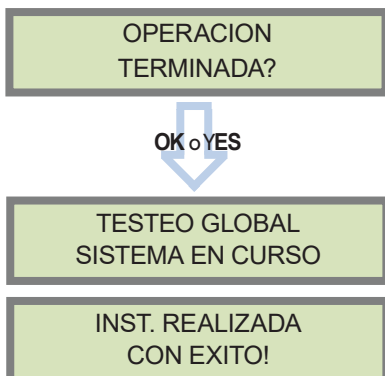 OPERACION
TERMINADA?
OK o YES
TESTEO GLOBAL
SISTEMA EN CURSO
INST. REALIZADA
CON EXITO!